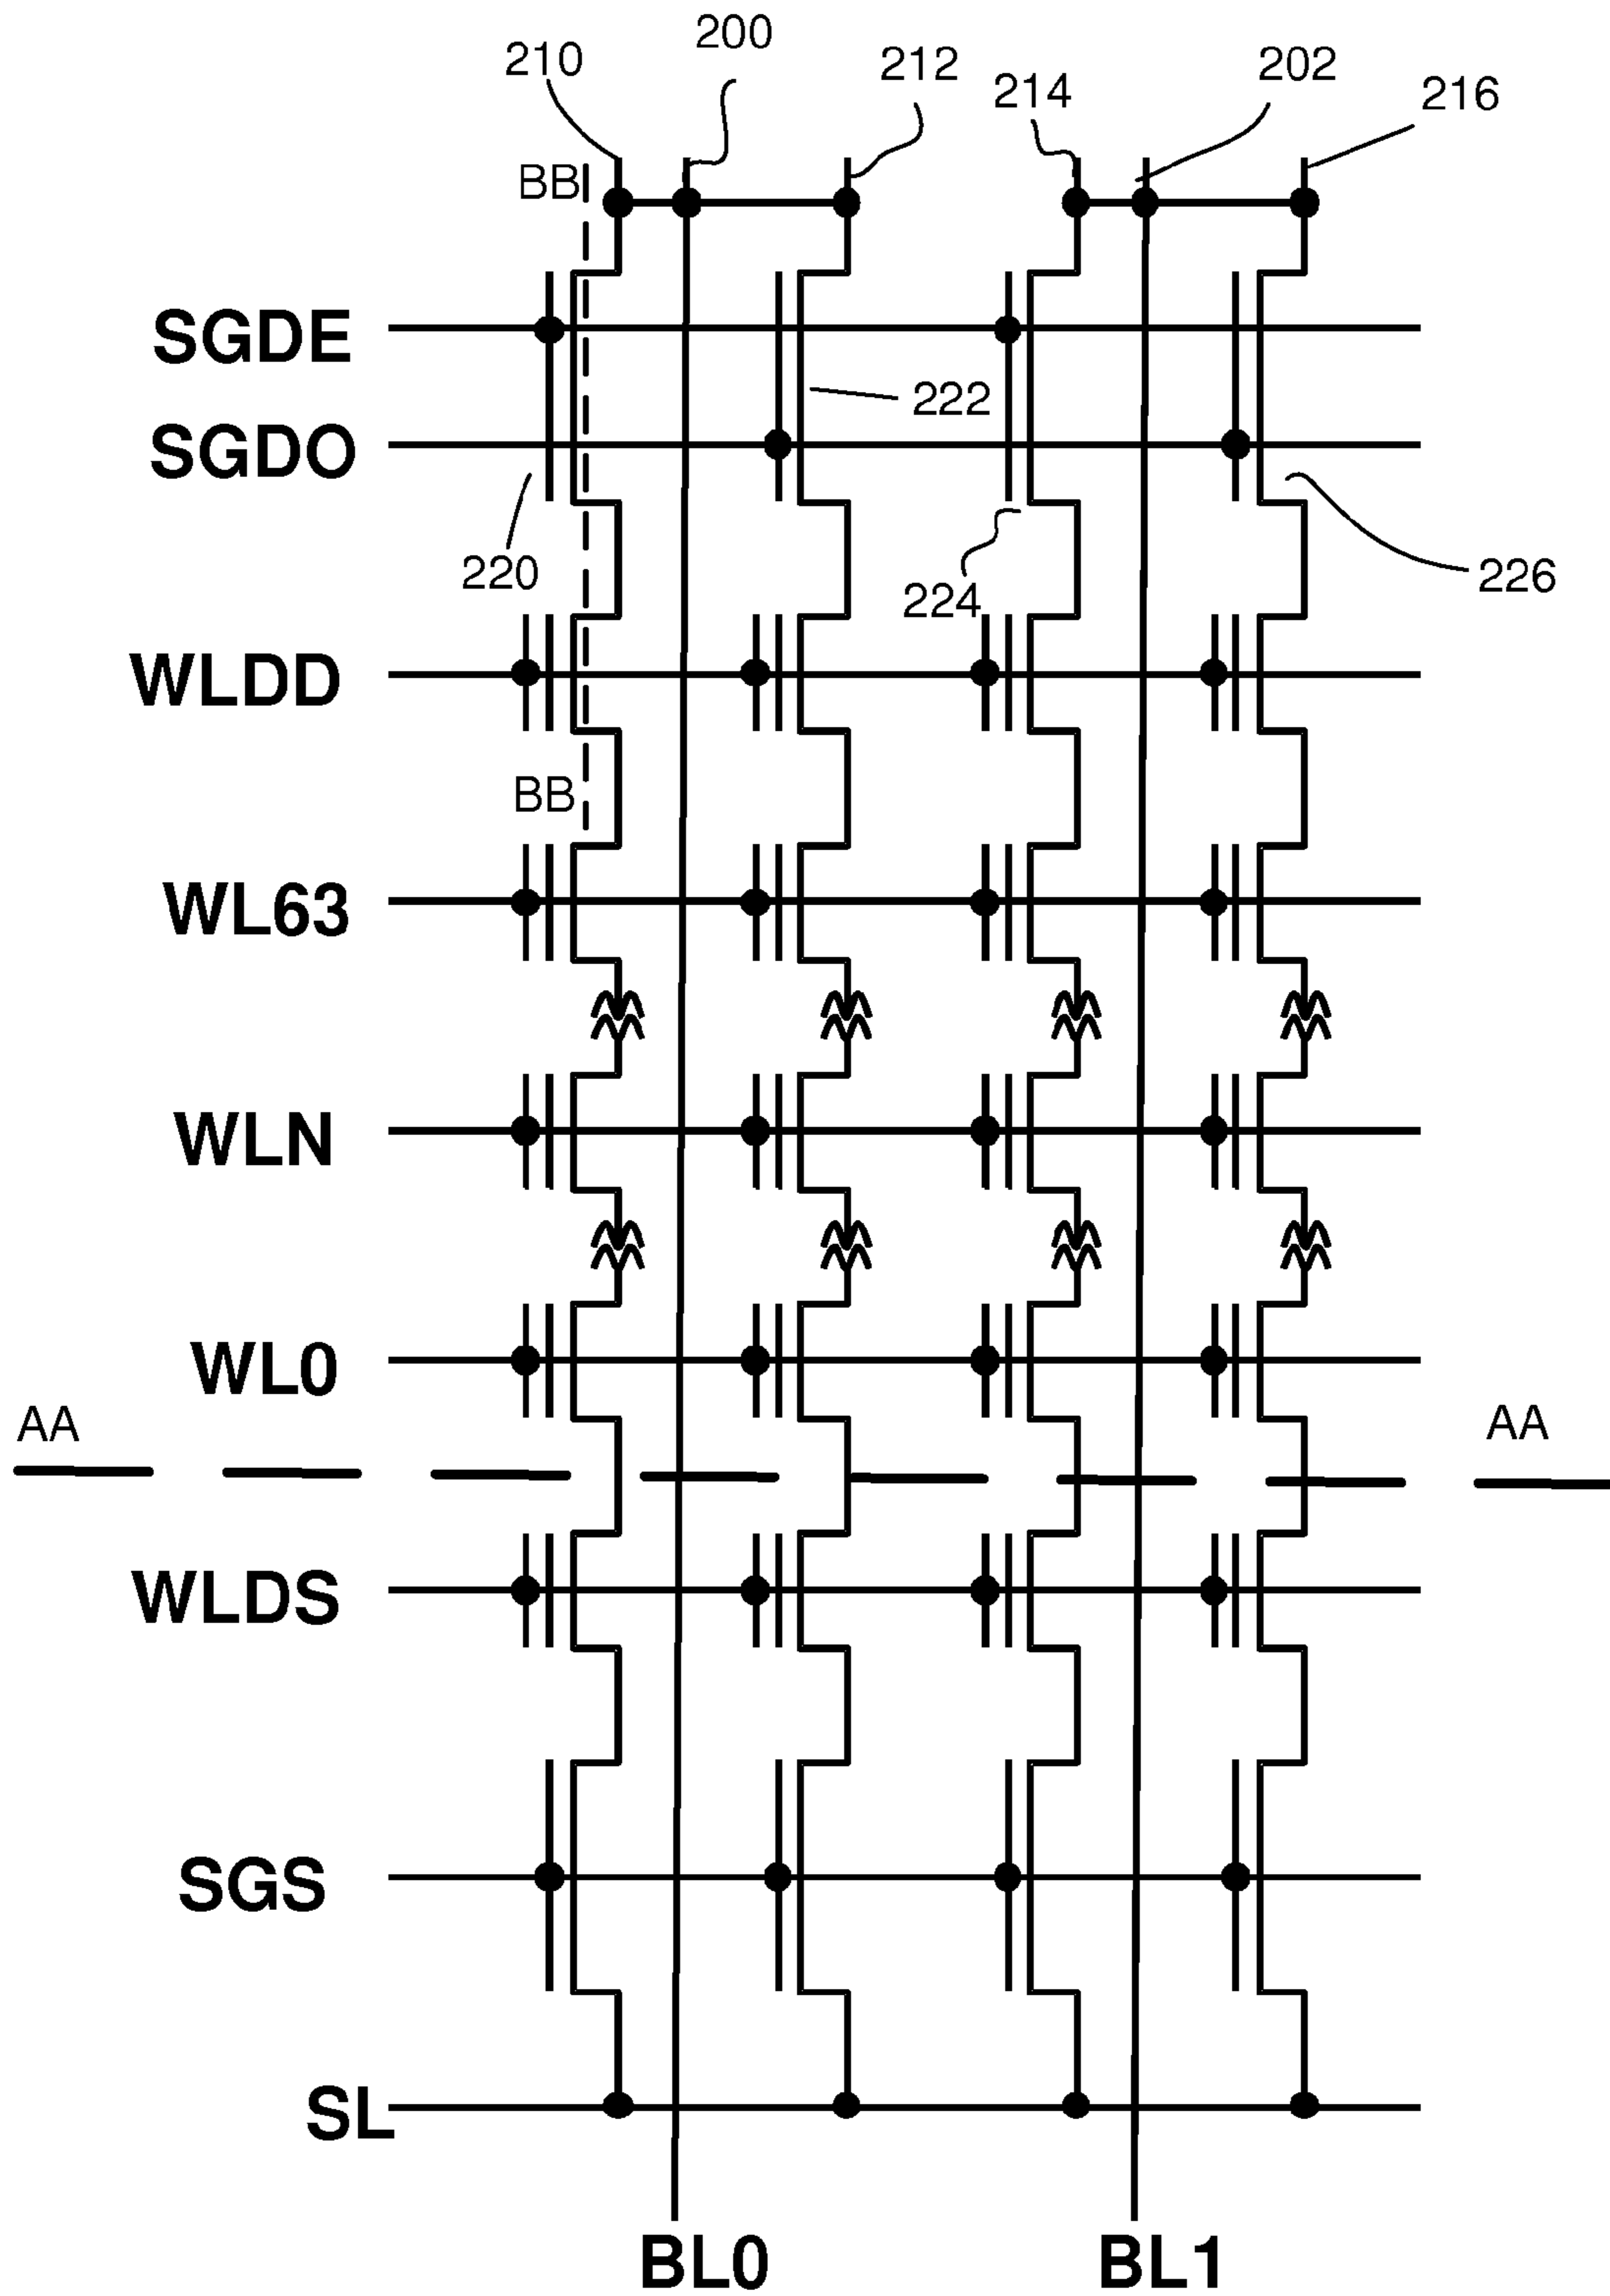 210
200
212
214
202
216
BB
SGDE
222
SGDO
220
224
226
WLDD
BB
WL63
WLN
WL0
AA
AA
WLDS
SGS
SL
BL0
BL1